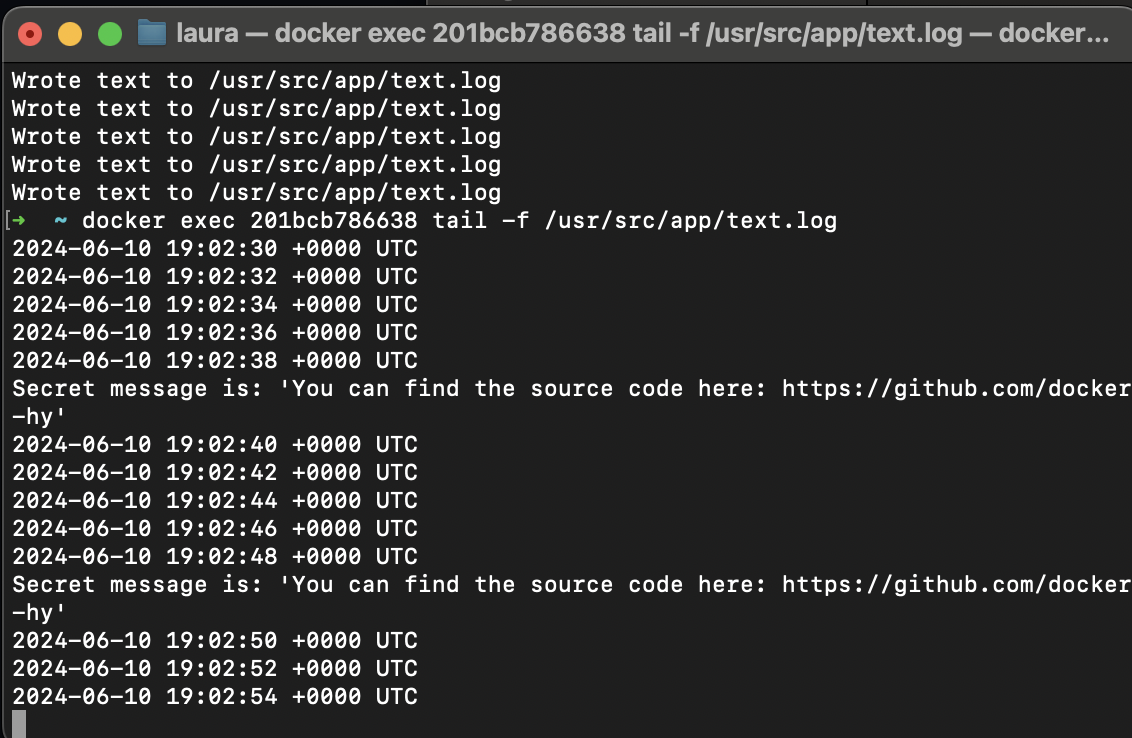 laura — docker exec 201bcb786638 tail -f /usr/src/app/text.log — docker...
Wrote text to /usr/src/app/text.log
Wrote text to /usr/src/app/text.log
Wrote text to /usr/src/app/text.log
Wrote text to /usr/src/app/text.log
Wrote text to /usr/src/app/text.log
[➜  ~ docker exec 201bcb786638 tail -f /usr/src/app/text.log
2024-06-10 19:02:30 +0000 UTC
2024-06-10 19:02:32 +0000 UTC
2024-06-10 19:02:34 +0000 UTC
2024-06-10 19:02:36 +0000 UTC
2024-06-10 19:02:38 +0000 UTC
Secret message is: 'You can find the source code here: https://github.com/docker
-hy'
2024-06-10 19:02:40 +0000 UTC
2024-06-10 19:02:42 +0000 UTC
2024-06-10 19:02:44 +0000 UTC
2024-06-10 19:02:46 +0000 UTC
2024-06-10 19:02:48 +0000 UTC
Secret message is: 'You can find the source code here: https://github.com/docker
-hy'
2024-06-10 19:02:50 +0000 UTC
2024-06-10 19:02:52 +0000 UTC
2024-06-10 19:02:54 +0000 UTC